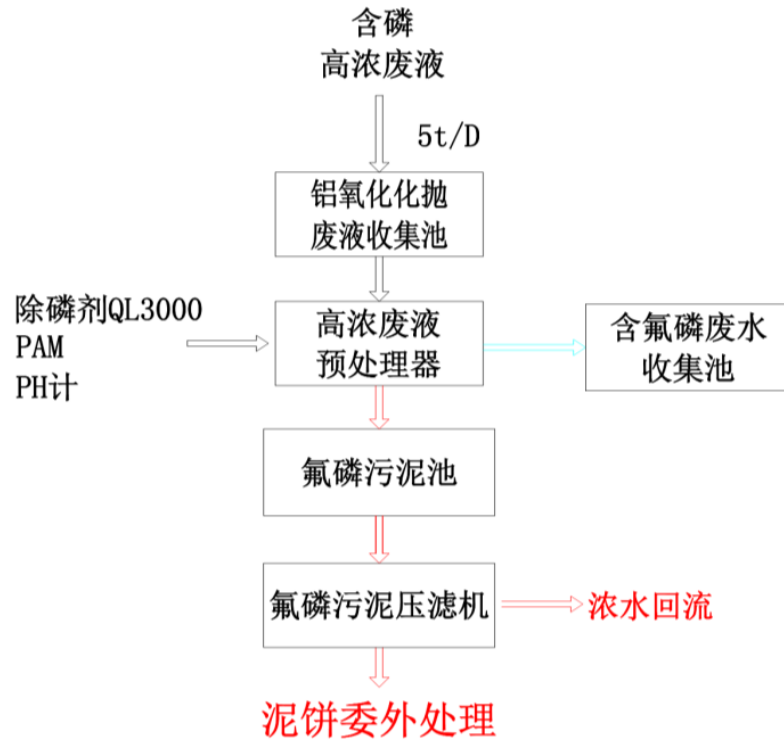 含磷
高浓废液
5t/D
铝氧化化抛
废液收集池
除磷剂QL3000
PAM
PH计
高浓废液
预处理器
含氟磷废水
收集池
氟磷污泥池
氟磷污泥压滤机
浓水回流
泥饼委外处理